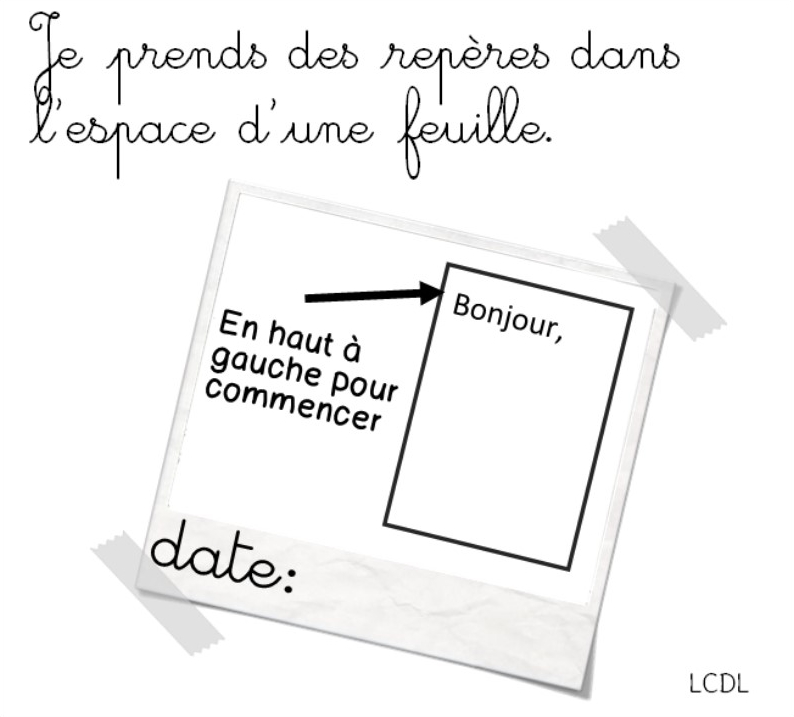 Je prends des repères dans
l'espace d'une feuille.
Bonjour,
En haut à
gauche pour
commencer
date:
LCDL